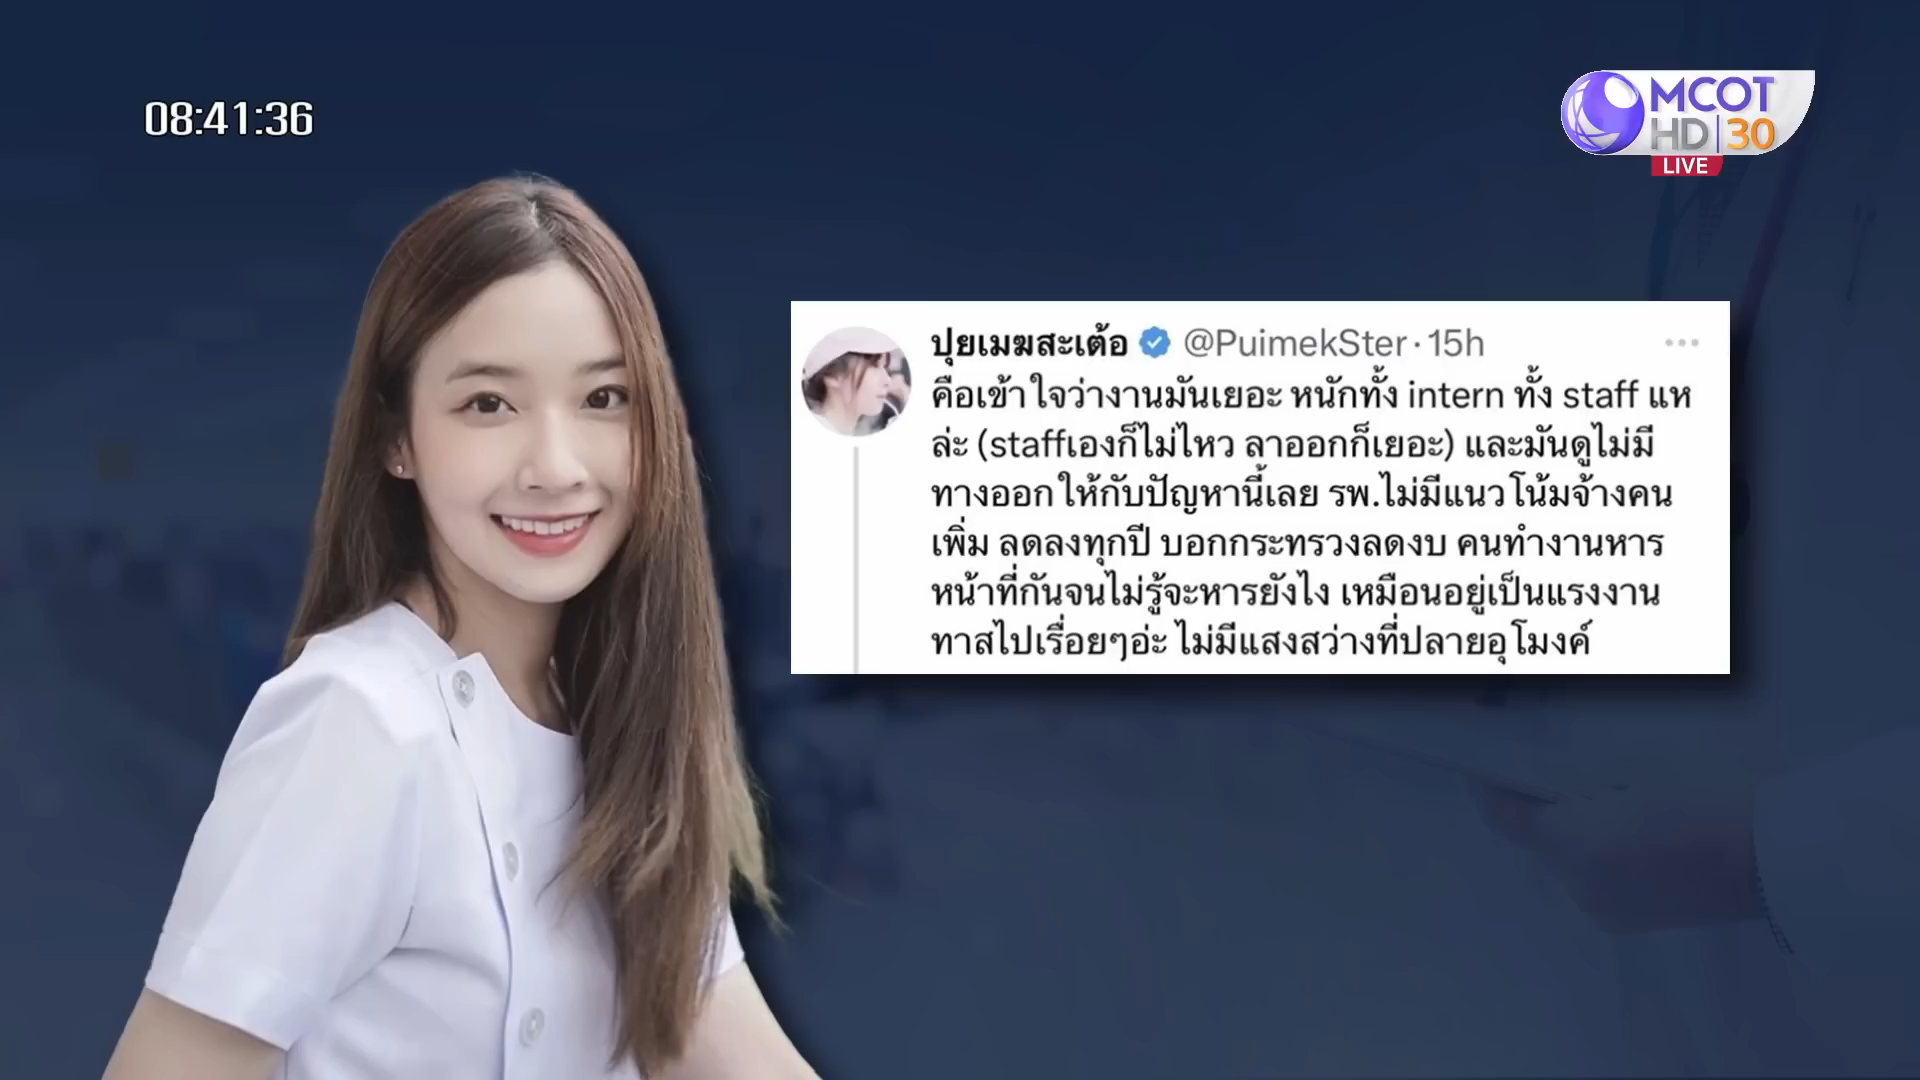 08:41:36
MCOT
HD 30
LIVE
ปุยเมฆสะเต้อ @PuimekSter · 15h
คือเข้าใจว่างานมันเยอะ หนักทั้ง intern ทั้ง staff แห
ล่ะ (staffเองก็ไม่ไหว ลาออกก็เยอะ) และมันดูไม่มี
ทางออกให้กับปัญหานี้เลย รพ.ไม่มีแนวโน้มจ้างคน
เพิ่ม ลดลงทุกปี บอกกระทรวงลดงบ คนทำงานหาร
หน้าที่กันจนไม่รู้จะหารยังไง เหมือนอยู่เป็นแรงงาน
ทาสไปเรื่อยๆอ่ะ ไม่มีแสงสว่างที่ปลายอุโมงค์